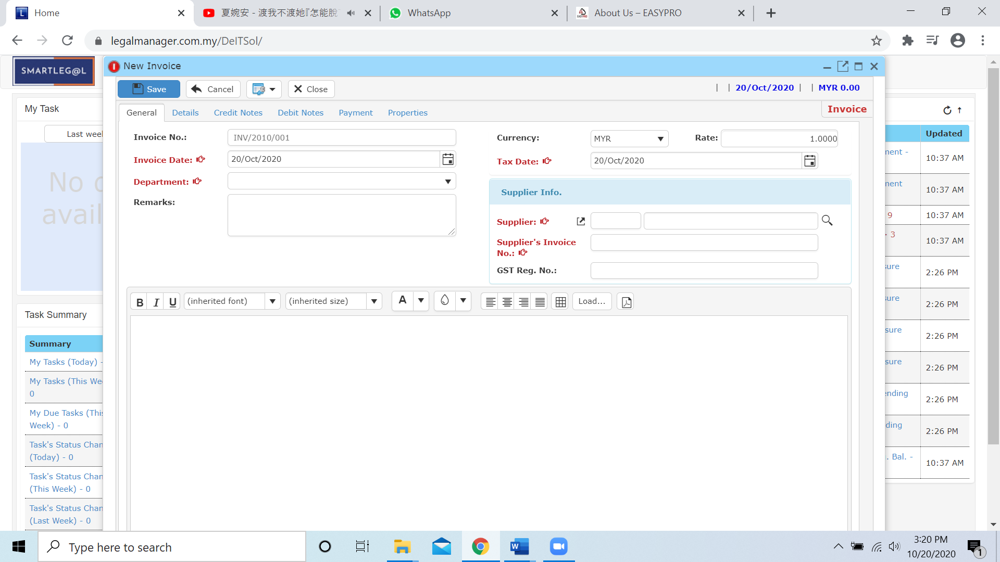 Home
夏婉安 - 渡我不渡她『怎能脫
WhatsApp
About Us – EASYPRO
legalmanager.com.my/DeITSol/
SMARTLEG@L
New Invoice
Save
Cancel
Close
| | 20/Oct/2020 | | MYR 0.00
General
Details
Credit Notes
Debit Notes
Payment
Properties
Invoice
My Task
Last weel
No
avail
Invoice No.:
INV/2010/001
Invoice Date:
20/Oct/2020
Department:
Remarks:
Currency:
MYR
Rate:
1.0000
Tax Date:
20/Oct/2020
Supplier Info.
Supplier:
Supplier's Invoice
No.:
GST Reg. No.:
B I U
(inherited font)
(inherited size)
A
Load...
Task Summary
Summary
My Tasks (Today) -
My Tasks (This We
0
My Due Tasks (This
Week) - 0
Task's Status Chan
(Today) - 0
Task's Status Chan
(This Week) - 0
Task's Status Chan
(Last Week) - 0
Updated
ment -
10:37 AM
ment
10:37 AM
9
10:37 AM
- 3
10:37 AM
sure
2:26 PM
sure
2:26 PM
sure
2:26 PM
sure
2:26 PM
ending
2:26 PM
ding
2:26 PM
. Bal. -
10:37 AM
Type here to search
3:20 PM
10/20/2020
1